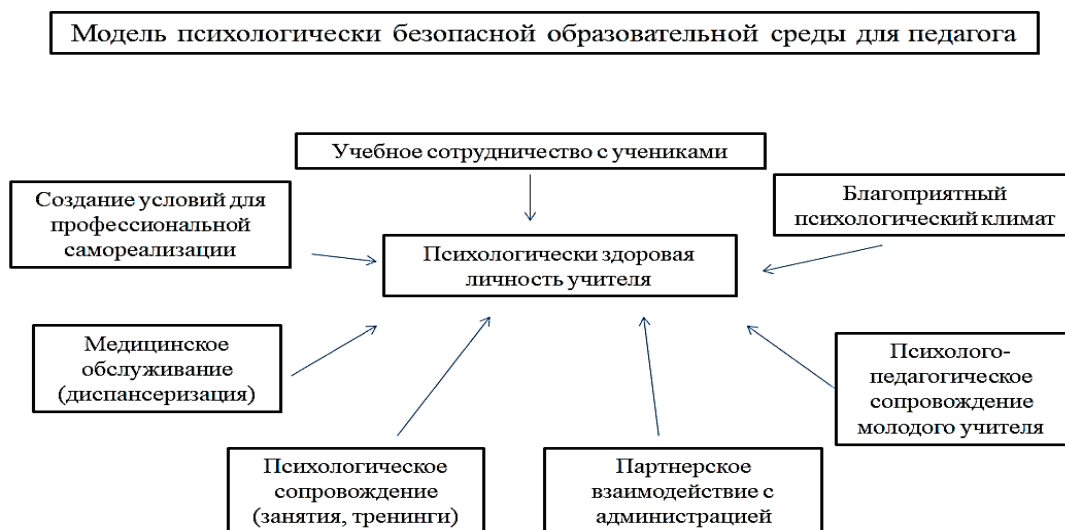 Модель психологически безопасной образовательной среды для педагога
Учебное сотрудничество с учениками
Создание условий для
профессиональной
самореализации
Благоприятный
психологический климат
Психологически здоровая
личность учителя
Медицинское
обслуживание
(диспансеризация)
Психолого-
педагогическое
сопровождение
молодого учителя
Психологическое
сопровождение
(занятия, тренинги)
Партнерское
взаимодействие с
администрацией